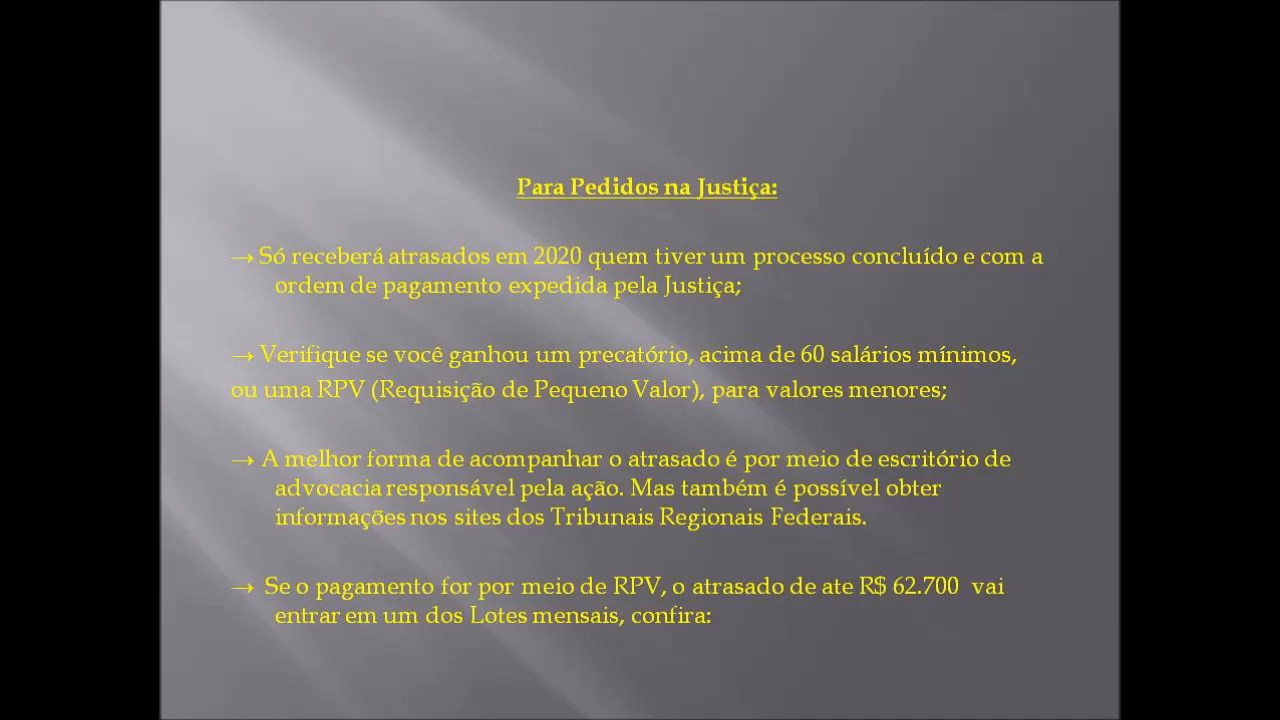 Para Pedidos na Justiça:
→ Só receberá atrasados em 2020 quem tiver um processo concluído e com a
ordem de pagamento expedida pela Justiça;
→ Verifique se você ganhou um precatório, acima de 60 salários mínimos,
ou uma RPV (Requisição de Pequeno Valor), para valores menores;
→ A melhor forma de acompanhar o atrasado é por meio de escritório de
advocacia responsável pela ação. Mas também é possível obter
informações nos sites dos Tribunais Regionais Federais.
→ Se o pagamento for por meio de RPV, o atrasado de ate R$ 62.700 vai
entrar em um dos Lotes mensais, confira: